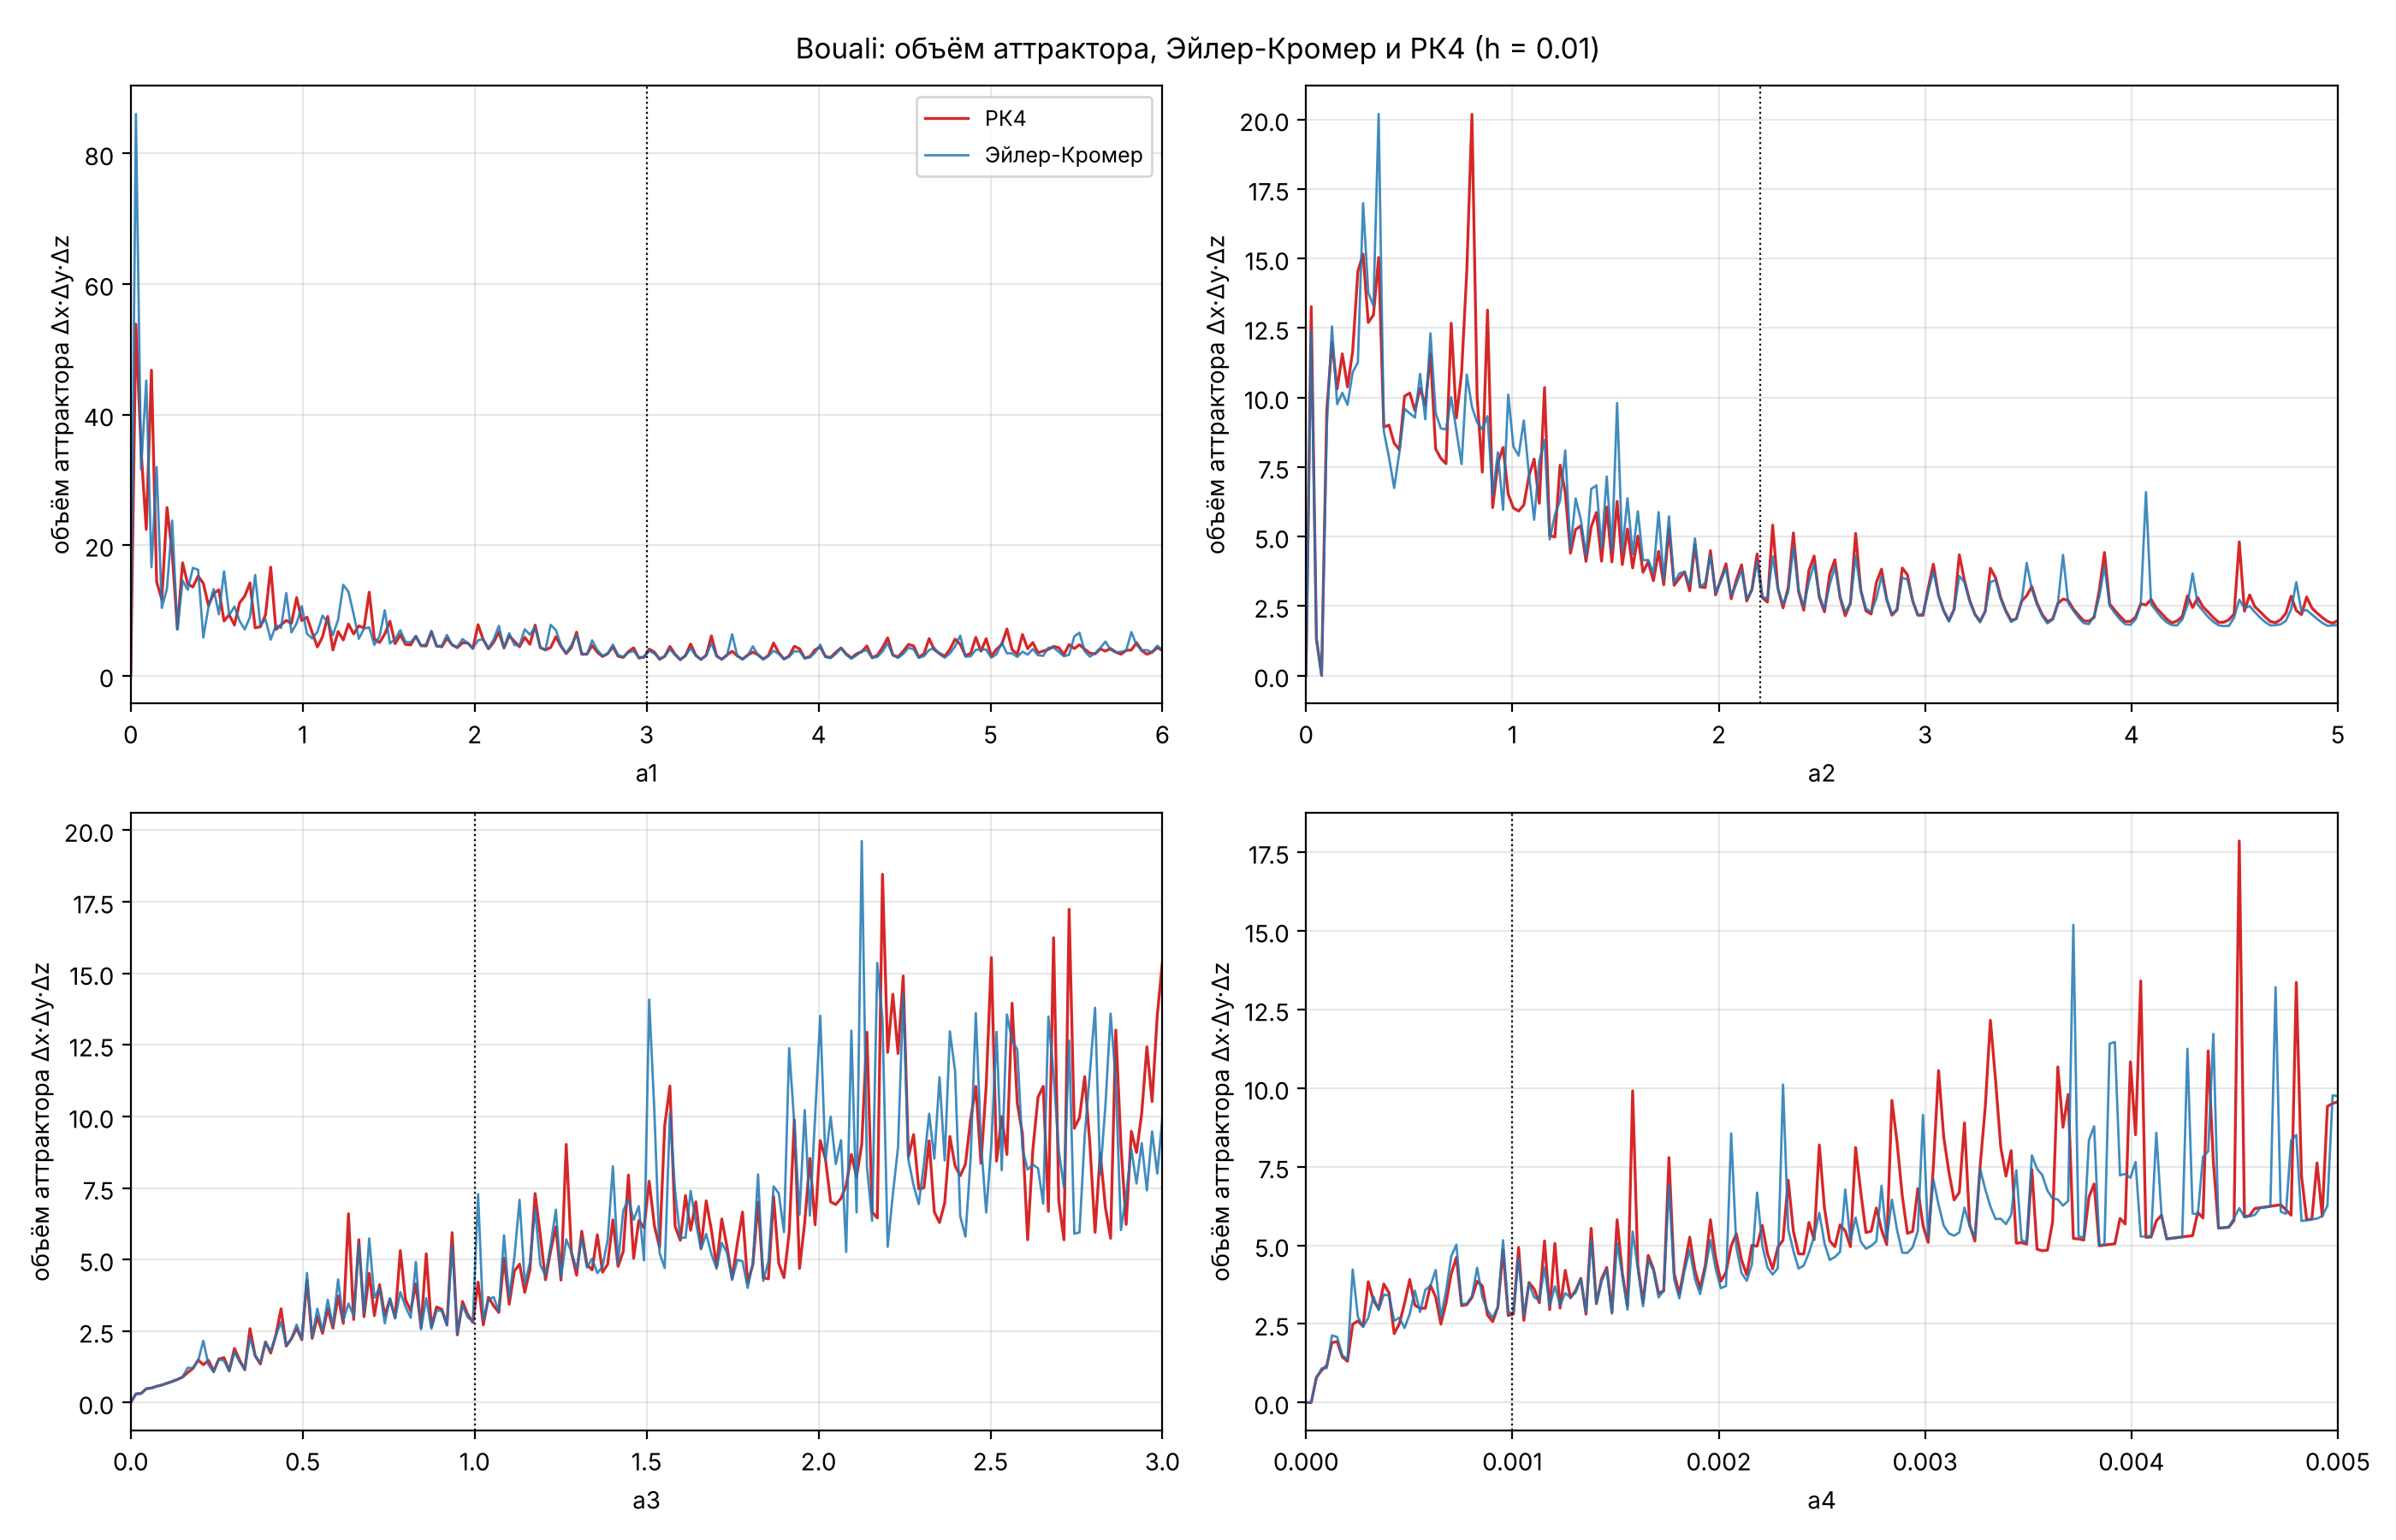 Bouali: объём аттрактора, Эйлер-Кромер и РК4 (h = 0.01)
объём аттрактора Δx·Δy·Δz
80
60
40
20
0
РК4
Эйлер-Кромер
0 1 2 3 4 5 6
a1
объём аттрактора Δx·Δy·Δz
20.0
17.5
15.0
12.5
10.0
7.5
5.0
2.5
0.0
0 1 2 3 4 5
a2
объём аттрактора Δx·Δy·Δz
20.0
17.5
15.0
12.5
10.0
7.5
5.0
2.5
0.0
0.0 0.5 1.0 1.5 2.0 2.5 3.0
a3
объём аттрактора Δx·Δy·Δz
17.5
15.0
12.5
10.0
7.5
5.0
2.5
0.0
0.000 0.001 0.002 0.003 0.004 0.005
a4